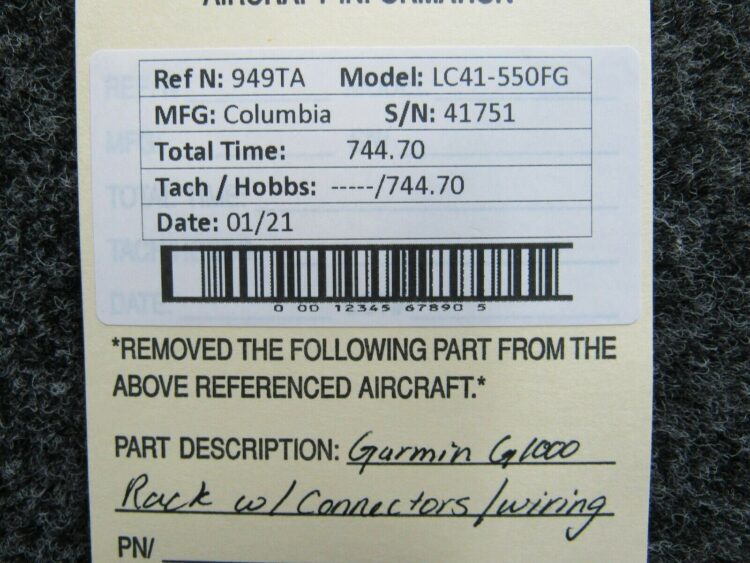 AIRCRAFT INFORMATION
Ref N: 949TA Model: LC41-550FG
MFG: Columbia S/N: 41751
Total Time: 744.70
Tach / Hobbs: -----/744.70
Date: 01/21
0 00 12345 67890 5
*REMOVED THE FOLLOWING PART FROM THE
ABOVE REFERENCED AIRCRAFT.*
PART DESCRIPTION: Garmin G1000
Rack w/ Connectors/wiring
PN/